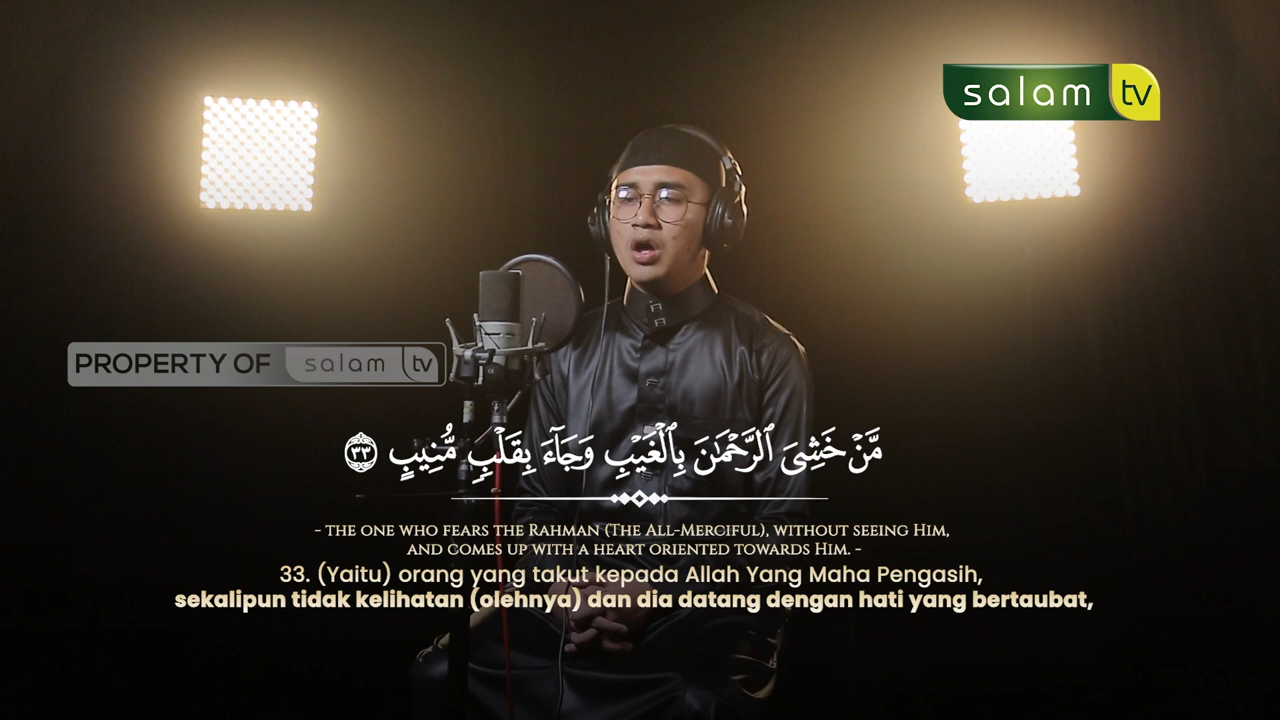 salam tv
PROPERTY OF salam tv
مَّنْ خَشِىَ ٱلرَّحْمَٰنَ بِٱلْغَيْبِ وَجَآءَ بِقَلْبٍ مُّنِيبٍ ٣٣
- THE ONE WHO FEARS THE RAHMAN (THE ALL-MERCIFUL), WITHOUT SEEING HIM,
AND COMES UP WITH A HEART ORIENTED TOWARDS HIM. -
33. (Yaitu) orang yang takut kepada Allah Yang Maha Pengasih,
sekalipun tidak kelihatan (olehnya) dan dia datang dengan hati yang bertaubat,